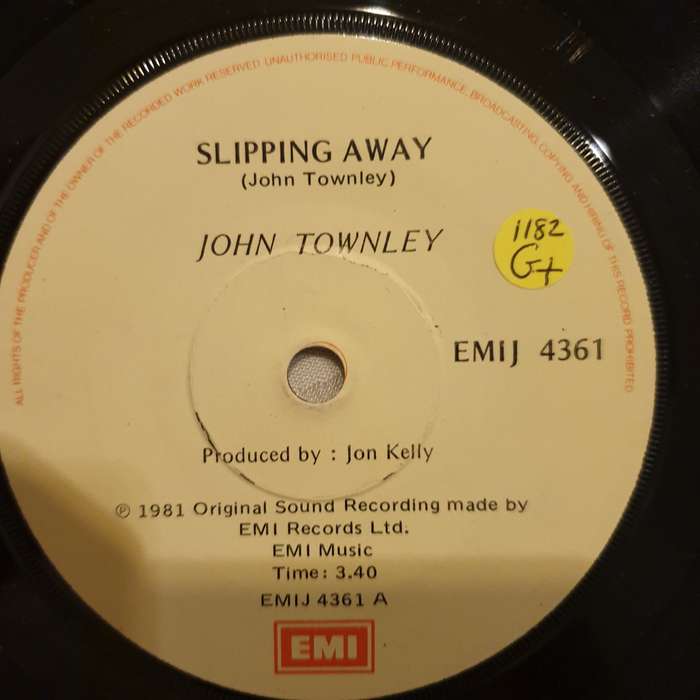 ALL RIGHTS OF THE PRODUCER AND OF THE OWNER OF THE RECORDED WORK RESERVED UNAUTHORISED PUBLIC PERFORMANCE, BROADCASTING, COPYING AND HIRING OF THIS RECORD PROHIBITED
SLIPPING AWAY
(John Townley)
JOHN TOWNLEY
1182
G+
EMIJ 4361
Produced by : Jon Kelly
℗ 1981 Original Sound Recording made by
EMI Records Ltd.
EMI Music
Time: 3.40
EMIJ 4361 A
EMI